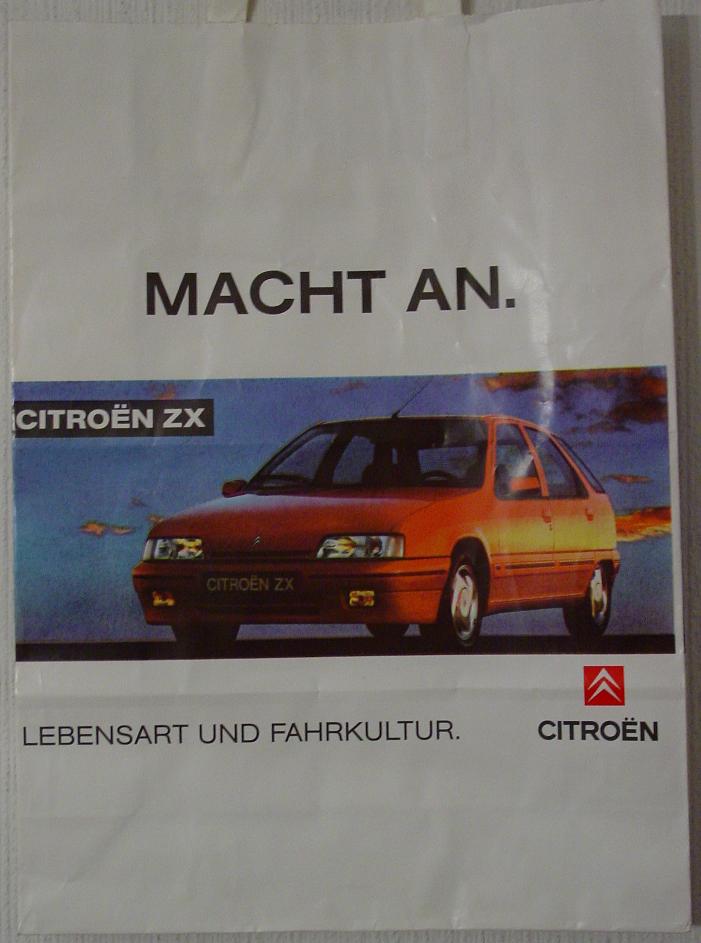 MACHT AN.
CITROËN ZX
CITROËN ZX
LEBENSART UND FAHRKULTUR.
CITROËN